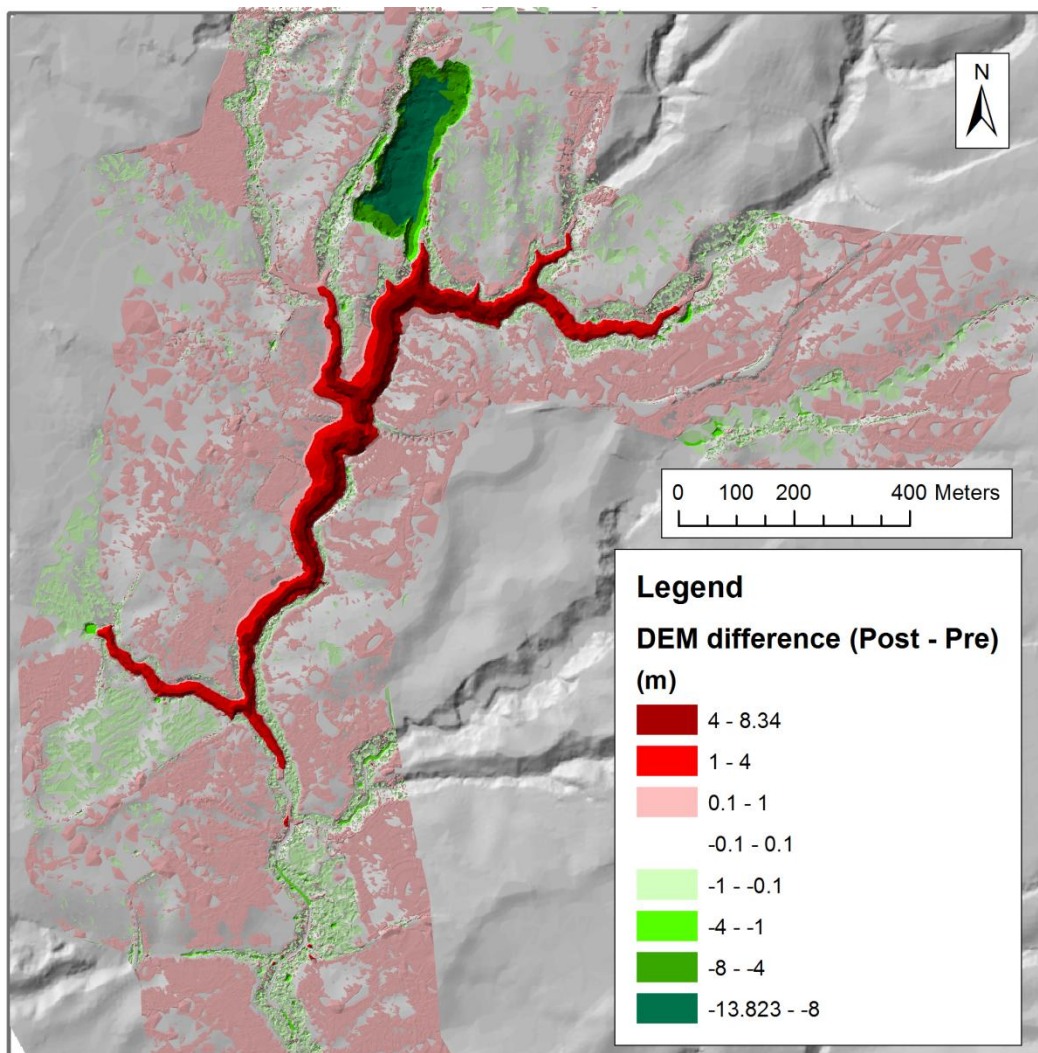 N
0 100 200 400 Meters
Legend
DEM difference (Post - Pre)
(m)
4 - 8.34
1 - 4
0.1 - 1
-0.1 - 0.1
-1 - -0.1
-4 - -1
-8 - -4
-13.823 - -8